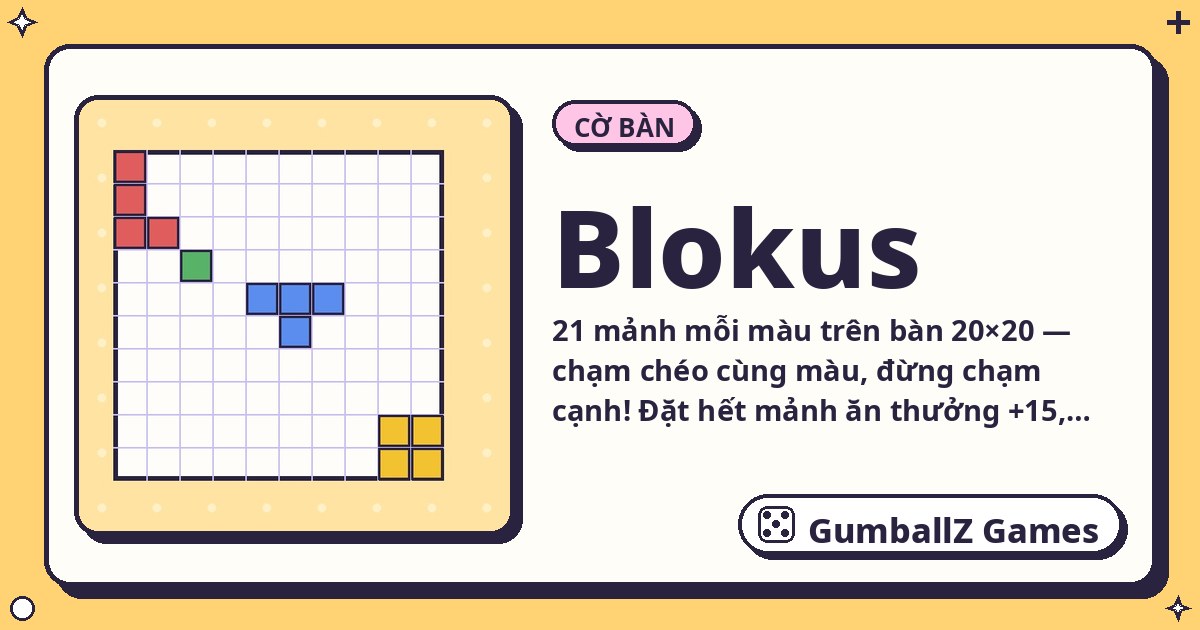 CỜ BÀN
Blokus
21 mảnh mỗi màu trên bàn 20×20 —
chạm chéo cùng màu, đừng chạm
cạnh! Đặt hết mảnh ăn thưởng +15,...
GumballZ Games